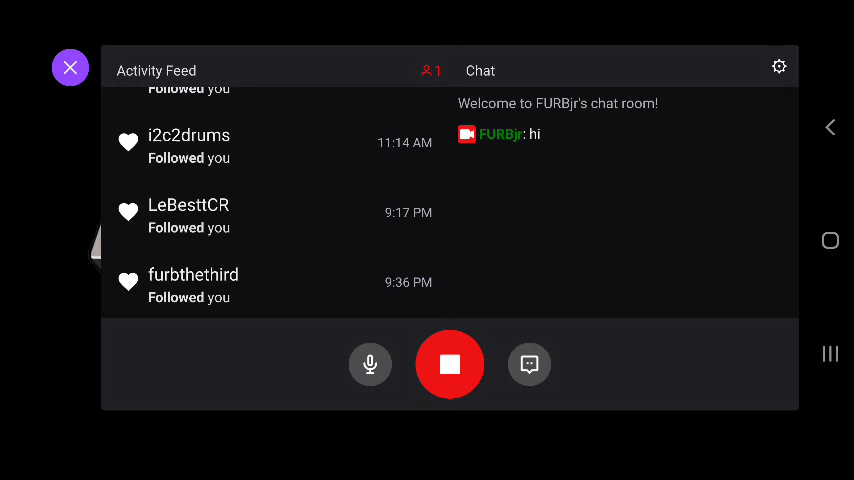 Activity Feed
1
Followed you
i2c2drums
11:14 AM
Followed you
LeBesttCR
9:17 PM
Followed you
furbthethird
9:36 PM
Followed you
Chat
Welcome to FURBjr's chat room!
FURBjr: hi